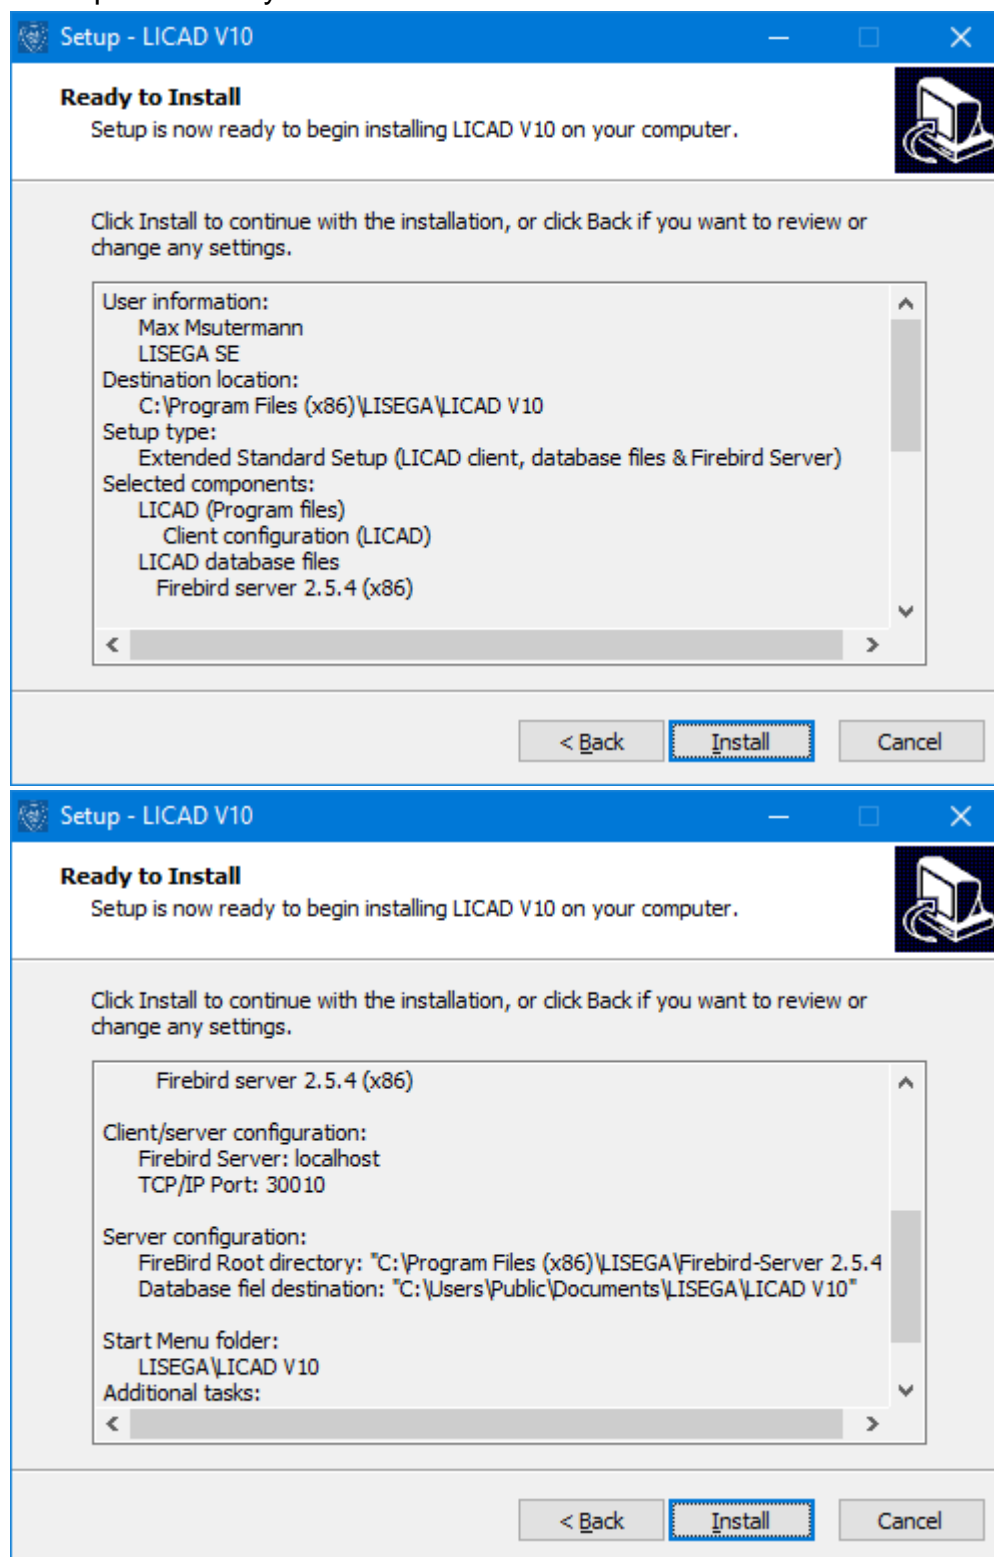 Setup - LICAD V10
Ready to Install
Setup is now ready to begin installing LICAD V10 on your computer.
Click Install to continue with the installation, or click Back if you want to review or
change any settings.
User information:
Max Msutermann
LISEGA SE
Destination location:
C:\Program Files (x86)\LISEGA\LICAD V10
Setup type:
Extended Standard Setup (LICAD client, database files & Firebird Server)
Selected components:
LICAD (Program files)
Client configuration (LICAD)
LICAD database files
Firebird server 2.5.4 (x86)
< Back Install Cancel
Setup - LICAD V10
Ready to Install
Setup is now ready to begin installing LICAD V10 on your computer.
Click Install to continue with the installation, or click Back if you want to review or
change any settings.
Firebird server 2.5.4 (x86)
Client/server configuration:
Firebird Server: localhost
TCP/IP Port: 30010
Server configuration:
FireBird Root directory: "C:\Program Files (x86)\LISEGA\Firebird-Server 2.5.4
Database fiel destination: "C:\Users\Public\Documents\LISEGA\LICAD V10"
Start Menu folder:
LISEGA\LICAD V10
Additional tasks:
< Back Install Cancel